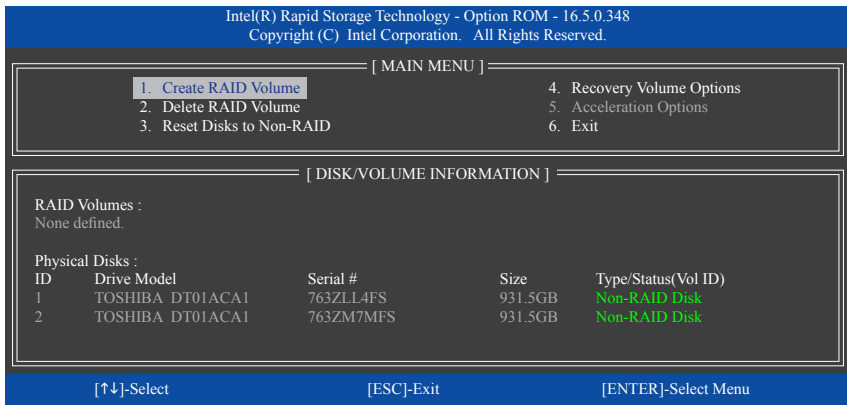 Intel(R) Rapid Storage Technology - Option ROM - 16.5.0.348
Copyright (C) Intel Corporation. All Rights Reserved.
[ MAIN MENU ]
1. Create RAID Volume
2. Delete RAID Volume
3. Reset Disks to Non-RAID
4. Recovery Volume Options
5. Acceleration Options
6. Exit
[ DISK/VOLUME INFORMATION ]
RAID Volumes :
None defined.
Physical Disks :
ID Drive Model Serial # Size Type/Status(Vol ID)
1 TOSHIBA DT01ACA1 763ZLL4FS 931.5GB Non-RAID Disk
2 TOSHIBA DT01ACA1 763ZM7MFS 931.5GB Non-RAID Disk
[↑↓]-Select [ESC]-Exit [ENTER]-Select Menu